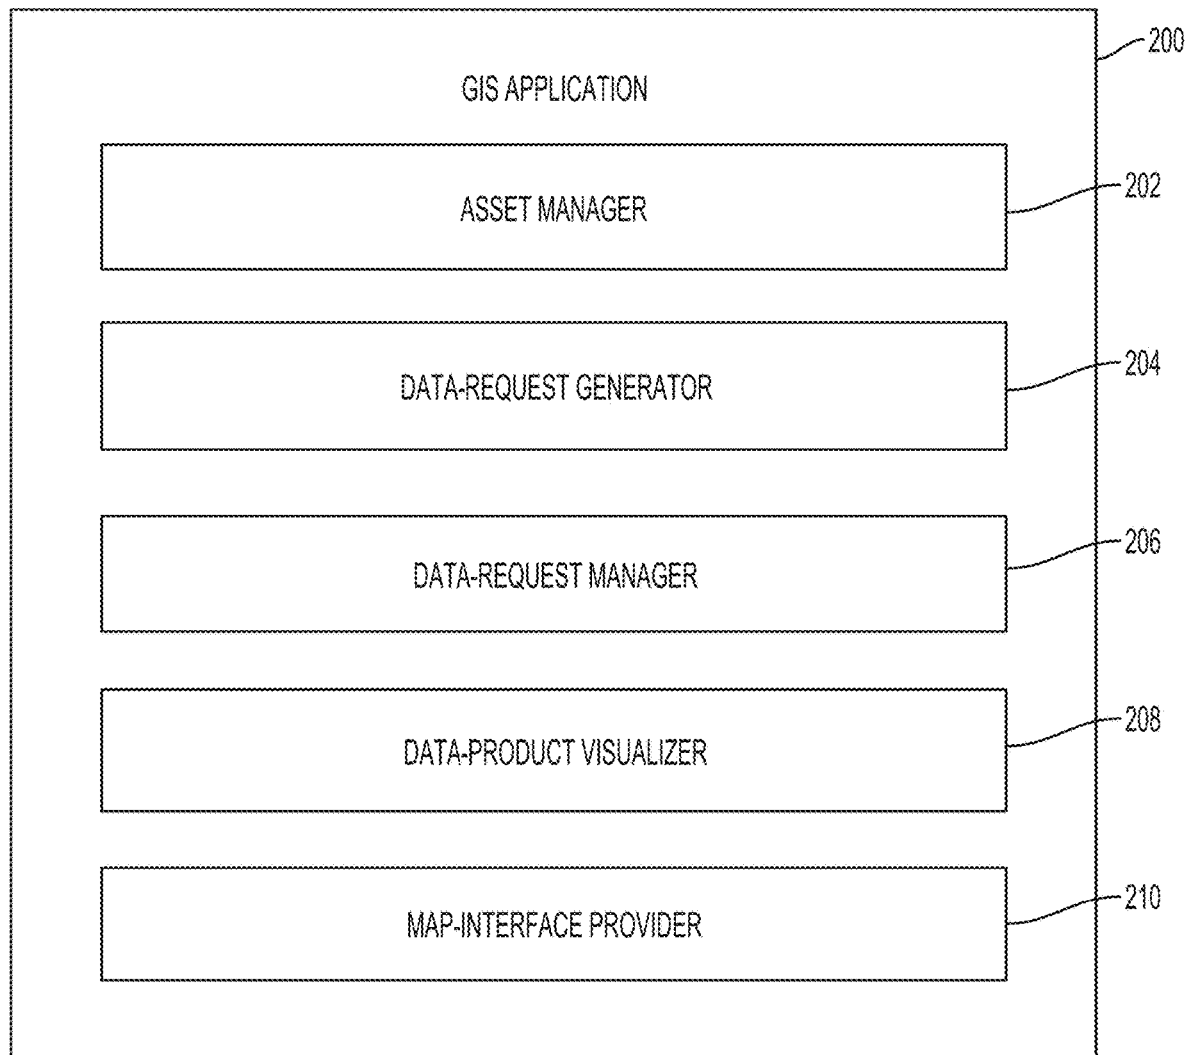 200
GIS APPLICATION
ASSET MANAGER
202
DATA-REQUEST GENERATOR
204
DATA-REQUEST MANAGER
206
DATA-PRODUCT VISUALIZER
208
MAP-INTERFACE PROVIDER
210